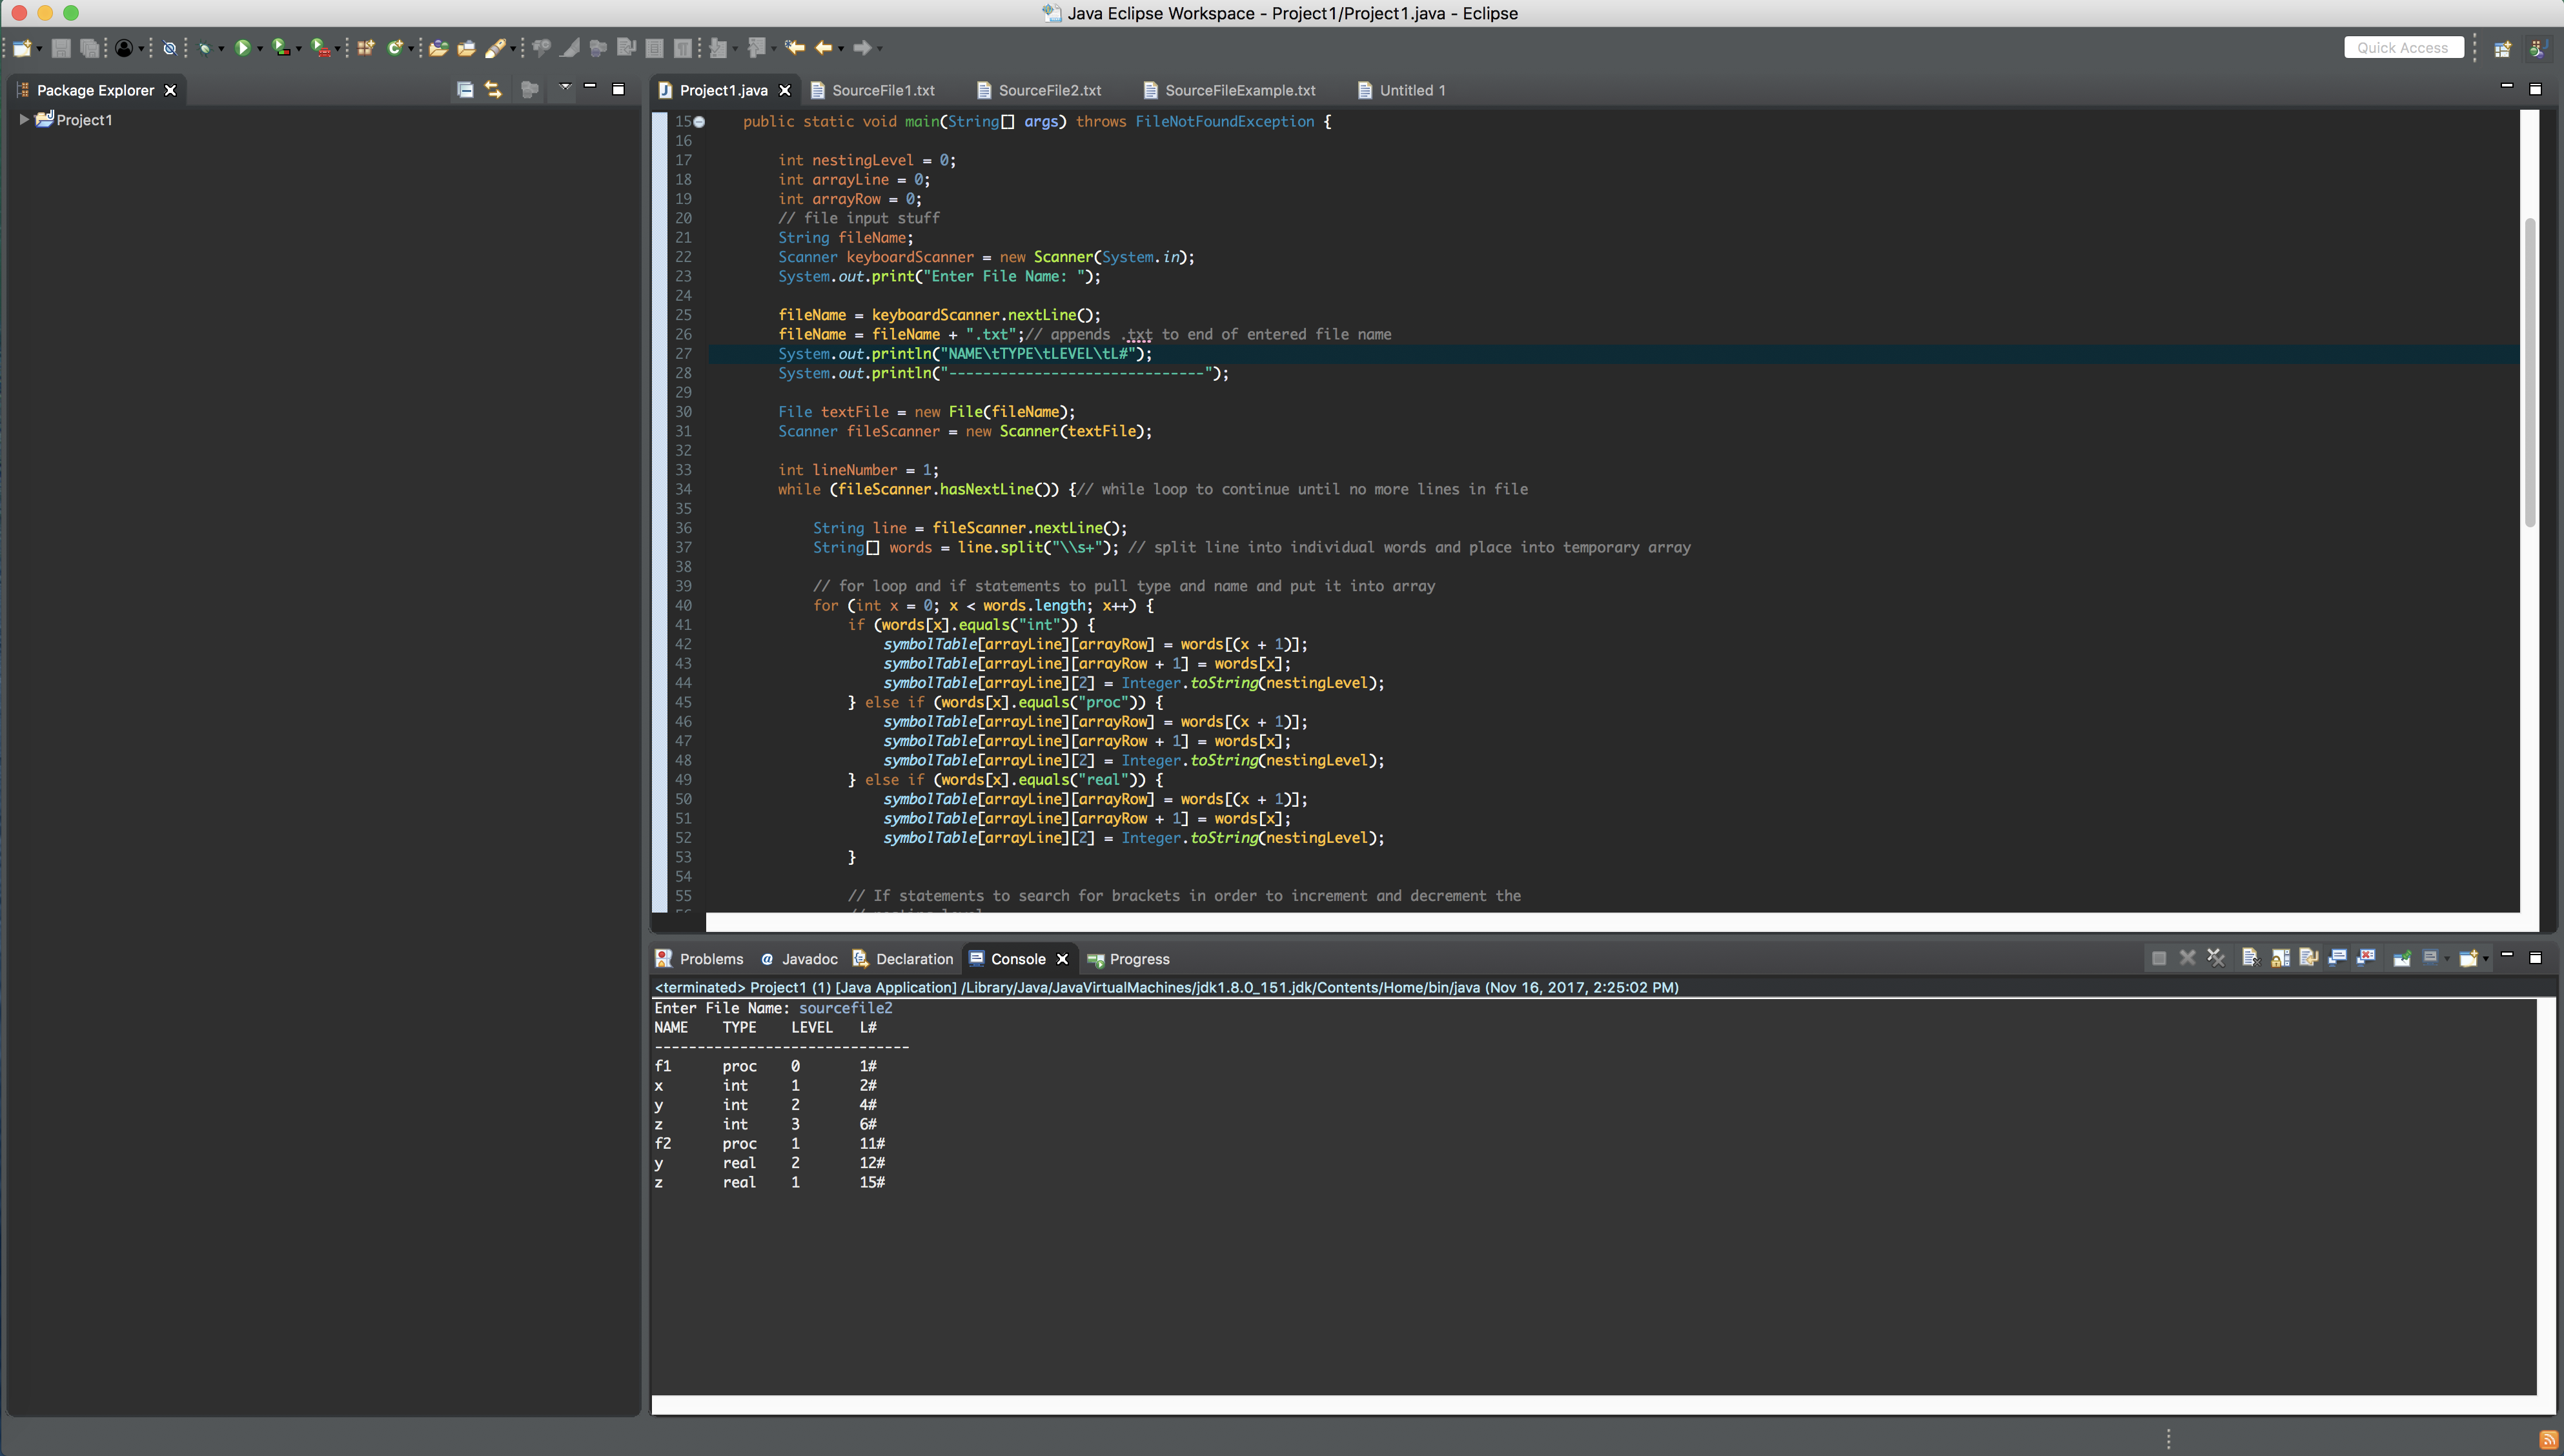 Java Eclipse Workspace - Project1/Project1.java - Eclipse
Quick Access
Package Explorer
Project1
Project1.java SourceFile1.txt SourceFile2.txt SourceFileExample.txt Untitled 1
15 public static void main(String[] args) throws FileNotFoundException {
16
17 int nestingLevel = 0;
18 int arrayLine = 0;
19 int arrayRow = 0;
20 // file input stuff
21 String fileName;
22 Scanner keyboardScanner = new Scanner(System.in);
23 System.out.print("Enter File Name: ");
24
25 fileName = keyboardScanner.nextLine();
26 fileName = fileName + ".txt";// appends .txt to end of entered file name
27 System.out.println("NAME\tTYPE\tLEVEL\tL#");
28 System.out.println("------------------------------");
29
30 File textFile = new File(fileName);
31 Scanner fileScanner = new Scanner(textFile);
32
33 int lineNumber = 1;
34 while (fileScanner.hasNextLine()) {// while loop to continue until no more lines in file
35
36 String line = fileScanner.nextLine();
37 String[] words = line.split("\\s+"); // split line into individual words and place into temporary array
38
39 // for loop and if statements to pull type and name and put it into array
40 for (int x = 0; x < words.length; x++) {
41 if (words[x].equals("int")) {
42 symbolTable[arrayLine][arrayRow] = words[(x + 1)];
43 symbolTable[arrayLine][arrayRow + 1] = words[x];
44 symbolTable[arrayLine][2] = Integer.toString(nestingLevel);
45 } else if (words[x].equals("proc")) {
46 symbolTable[arrayLine][arrayRow] = words[(x + 1)];
47 symbolTable[arrayLine][arrayRow + 1] = words[x];
48 symbolTable[arrayLine][2] = Integer.toString(nestingLevel);
49 } else if (words[x].equals("real")) {
50 symbolTable[arrayLine][arrayRow] = words[(x + 1)];
51 symbolTable[arrayLine][arrayRow + 1] = words[x];
52 symbolTable[arrayLine][2] = Integer.toString(nestingLevel);
53 }
54
55 // If statements to search for brackets in order to increment and decrement the
Problems Javadoc Declaration Console Progress
<terminated> Project1 (1) [Java Application] /Library/Java/JavaVirtualMachines/jdk1.8.0_151.jdk/Contents/Home/bin/java (Nov 16, 2017, 2:25:02 PM)
Enter File Name: sourcefile2
NAME TYPE LEVEL L#
------------------------------
f1 proc 0 1#
x int 1 2#
y int 2 4#
z int 3 6#
f2 proc 1 11#
y real 2 12#
z real 1 15#